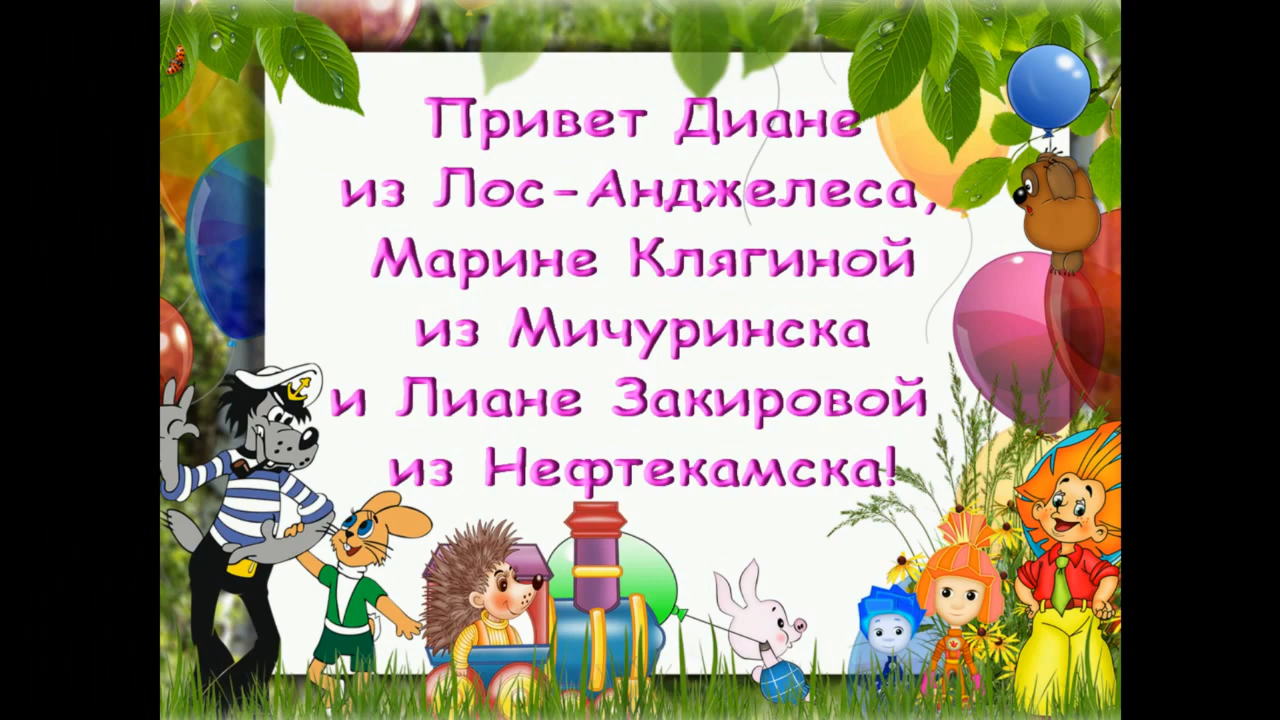 Привет Диане
из Лос-Анджелеса,
Марине Клягиной
из Мичуринска
и Лиане Закировой
из Нефтекамска!